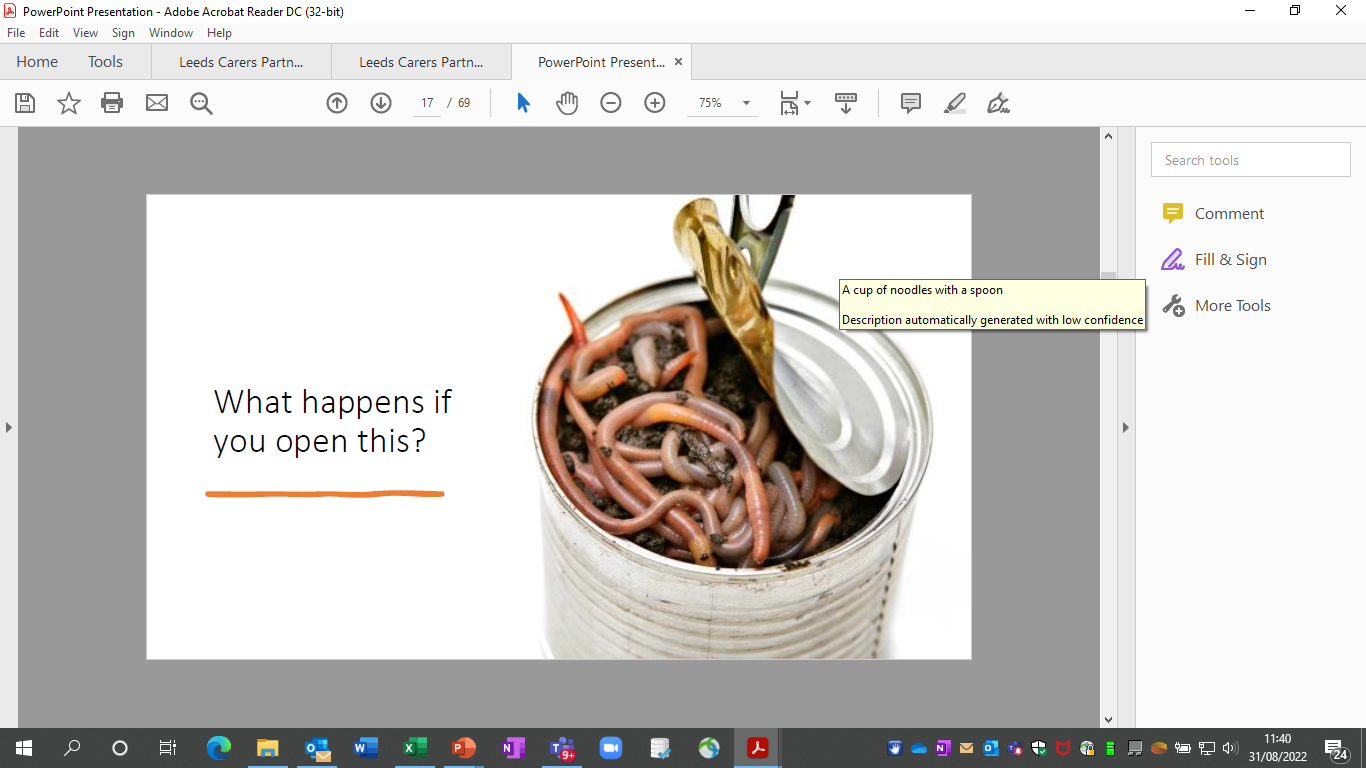 PowerPoint Presentation - Adobe Acrobat Reader DC (32-bit)
File Edit View Sign Window Help
Home Tools Leeds Carers Partn... Leeds Carers Partn... PowerPoint Present... ×
17 / 69 75%
Search tools
Comment
Fill & Sign
More Tools
A cup of noodles with a spoon
Description automatically generated with low confidence
What happens if
you open this?
9+
11:40
31/08/2022
24